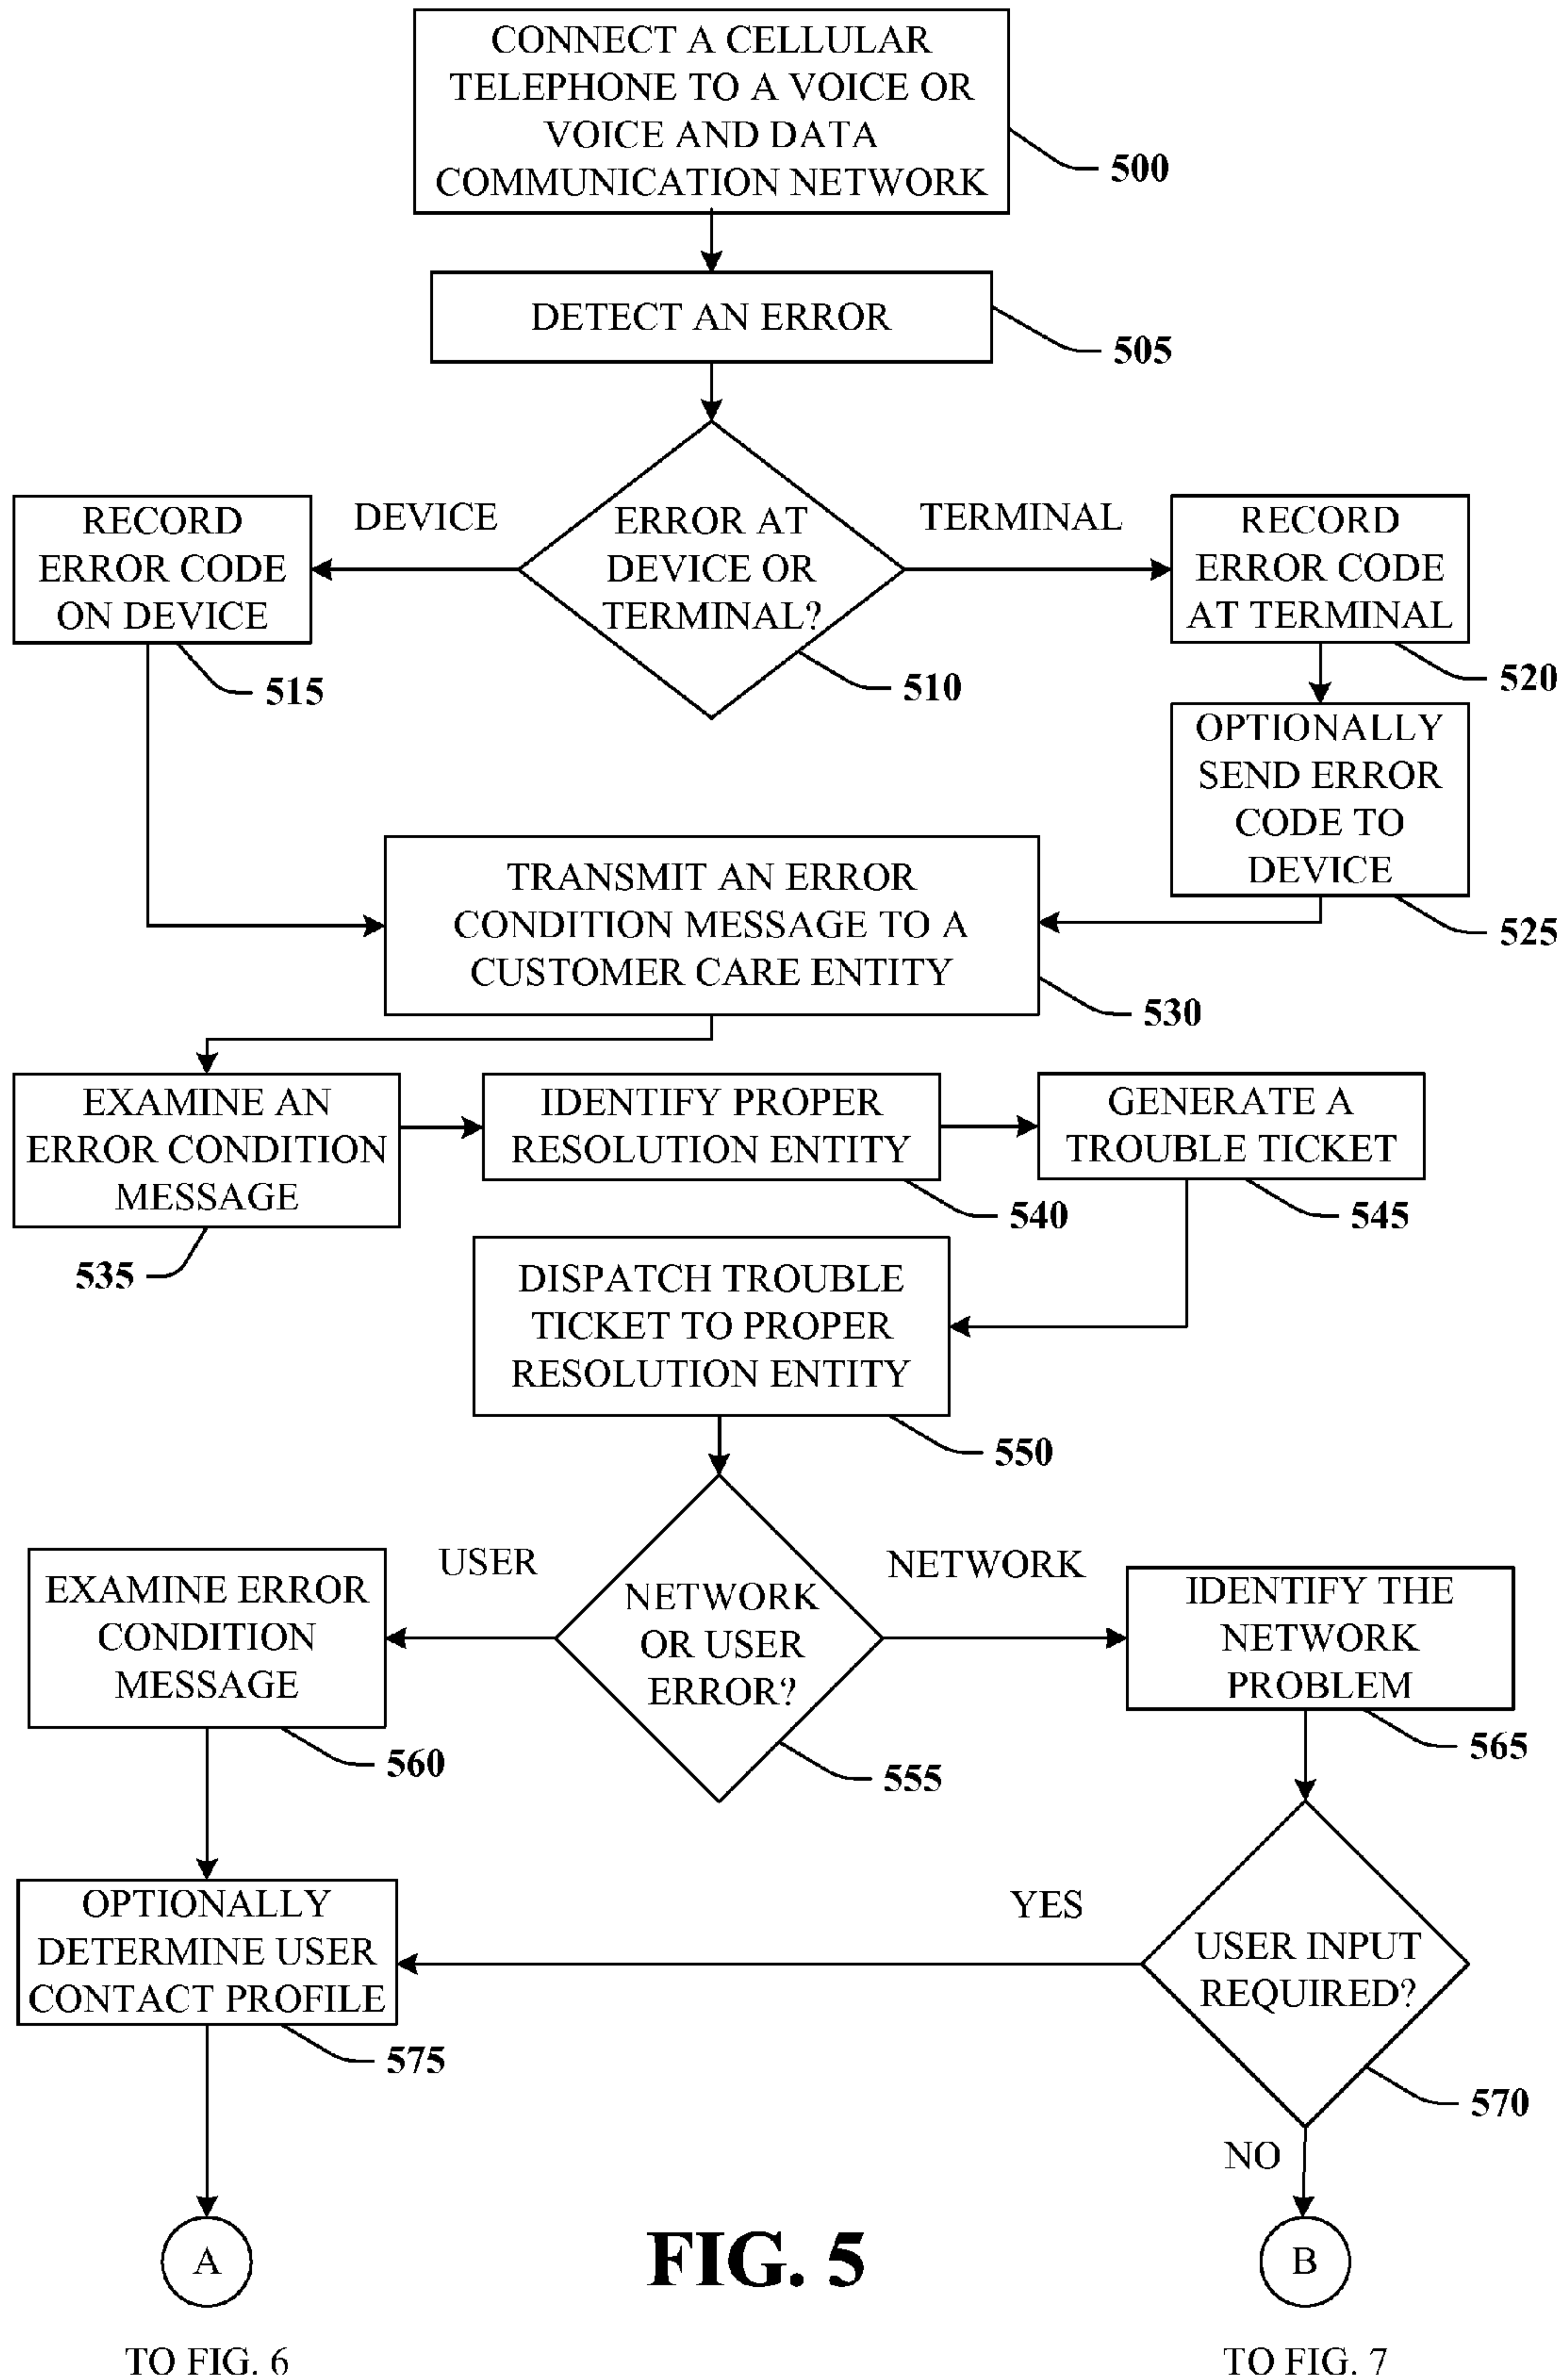 CONNECT A CELLULAR
TELEPHONE TO A VOICE OR
VOICE AND DATA
COMMUNICATION NETWORK
500
DETECT AN ERROR
505
DEVICE
ERROR AT
DEVICE OR
TERMINAL?
510
TERMINAL
RECORD
ERROR CODE
ON DEVICE
515
RECORD
ERROR CODE
AT TERMINAL
520
OPTIONALLY
SEND ERROR
CODE TO
DEVICE
525
TRANSMIT AN ERROR
CONDITION MESSAGE TO A
CUSTOMER CARE ENTITY
530
EXAMINE AN
ERROR CONDITION
MESSAGE
535
IDENTIFY PROPER
RESOLUTION ENTITY
540
GENERATE A
TROUBLE TICKET
545
DISPATCH TROUBLE
TICKET TO PROPER
RESOLUTION ENTITY
550
USER
NETWORK
OR USER
ERROR?
555
NETWORK
EXAMINE ERROR
CONDITION
MESSAGE
560
IDENTIFY THE
NETWORK
PROBLEM
565
YES
USER INPUT
REQUIRED?
570
NO
OPTIONALLY
DETERMINE USER
CONTACT PROFILE
575
A
TO FIG. 6
FIG. 5
B
TO FIG. 7